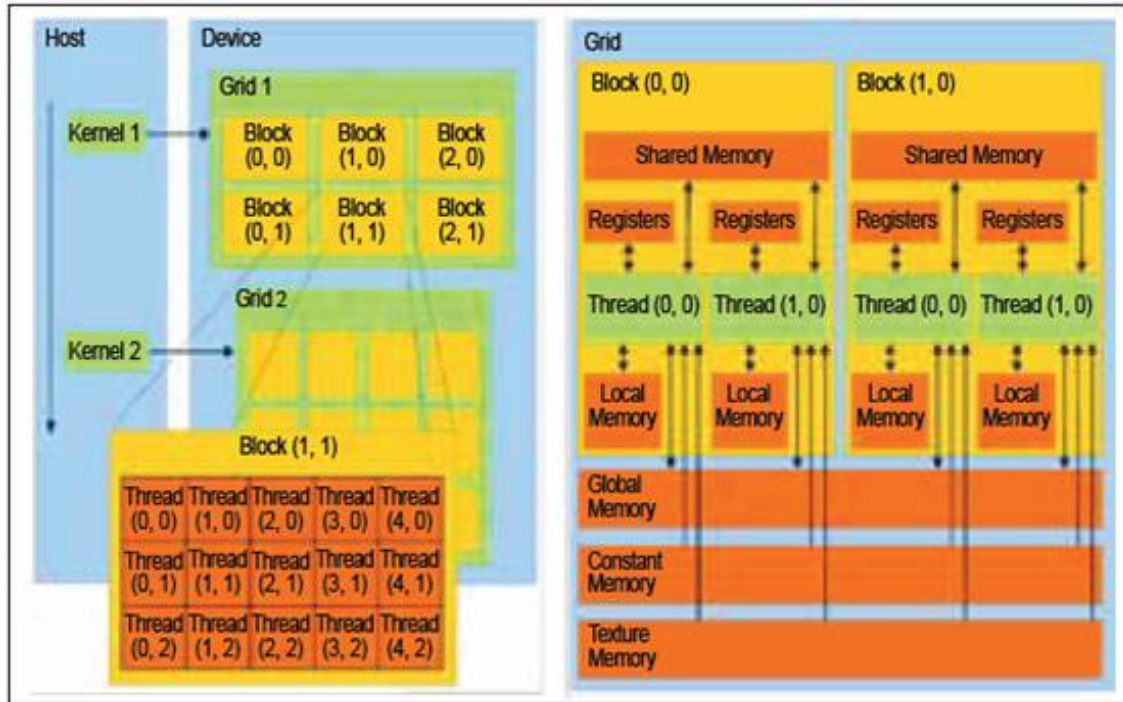 Host
Device
Grid 1
Kernel 1
Block (0, 0)
Block (1, 0)
Block (2, 0)
Block (0, 1)
Block (1, 1)
Block (2, 1)
Grid 2
Kernel 2
Block (1, 1)
Thread (0, 0)
Thread (1, 0)
Thread (2, 0)
Thread (3, 0)
Thread (4, 0)
Thread (0, 1)
Thread (1, 1)
Thread (2, 1)
Thread (3, 1)
Thread (4, 1)
Thread (0, 2)
Thread (1, 2)
Thread (2, 2)
Thread (3, 2)
Thread (4, 2)
Grid
Block (0, 0)
Block (1, 0)
Shared Memory
Shared Memory
Registers
Registers
Registers
Registers
Thread (0, 0)
Thread (1, 0)
Thread (0, 0)
Thread (1, 0)
Local Memory
Local Memory
Local Memory
Local Memory
Global Memory
Constant Memory
Texture Memory